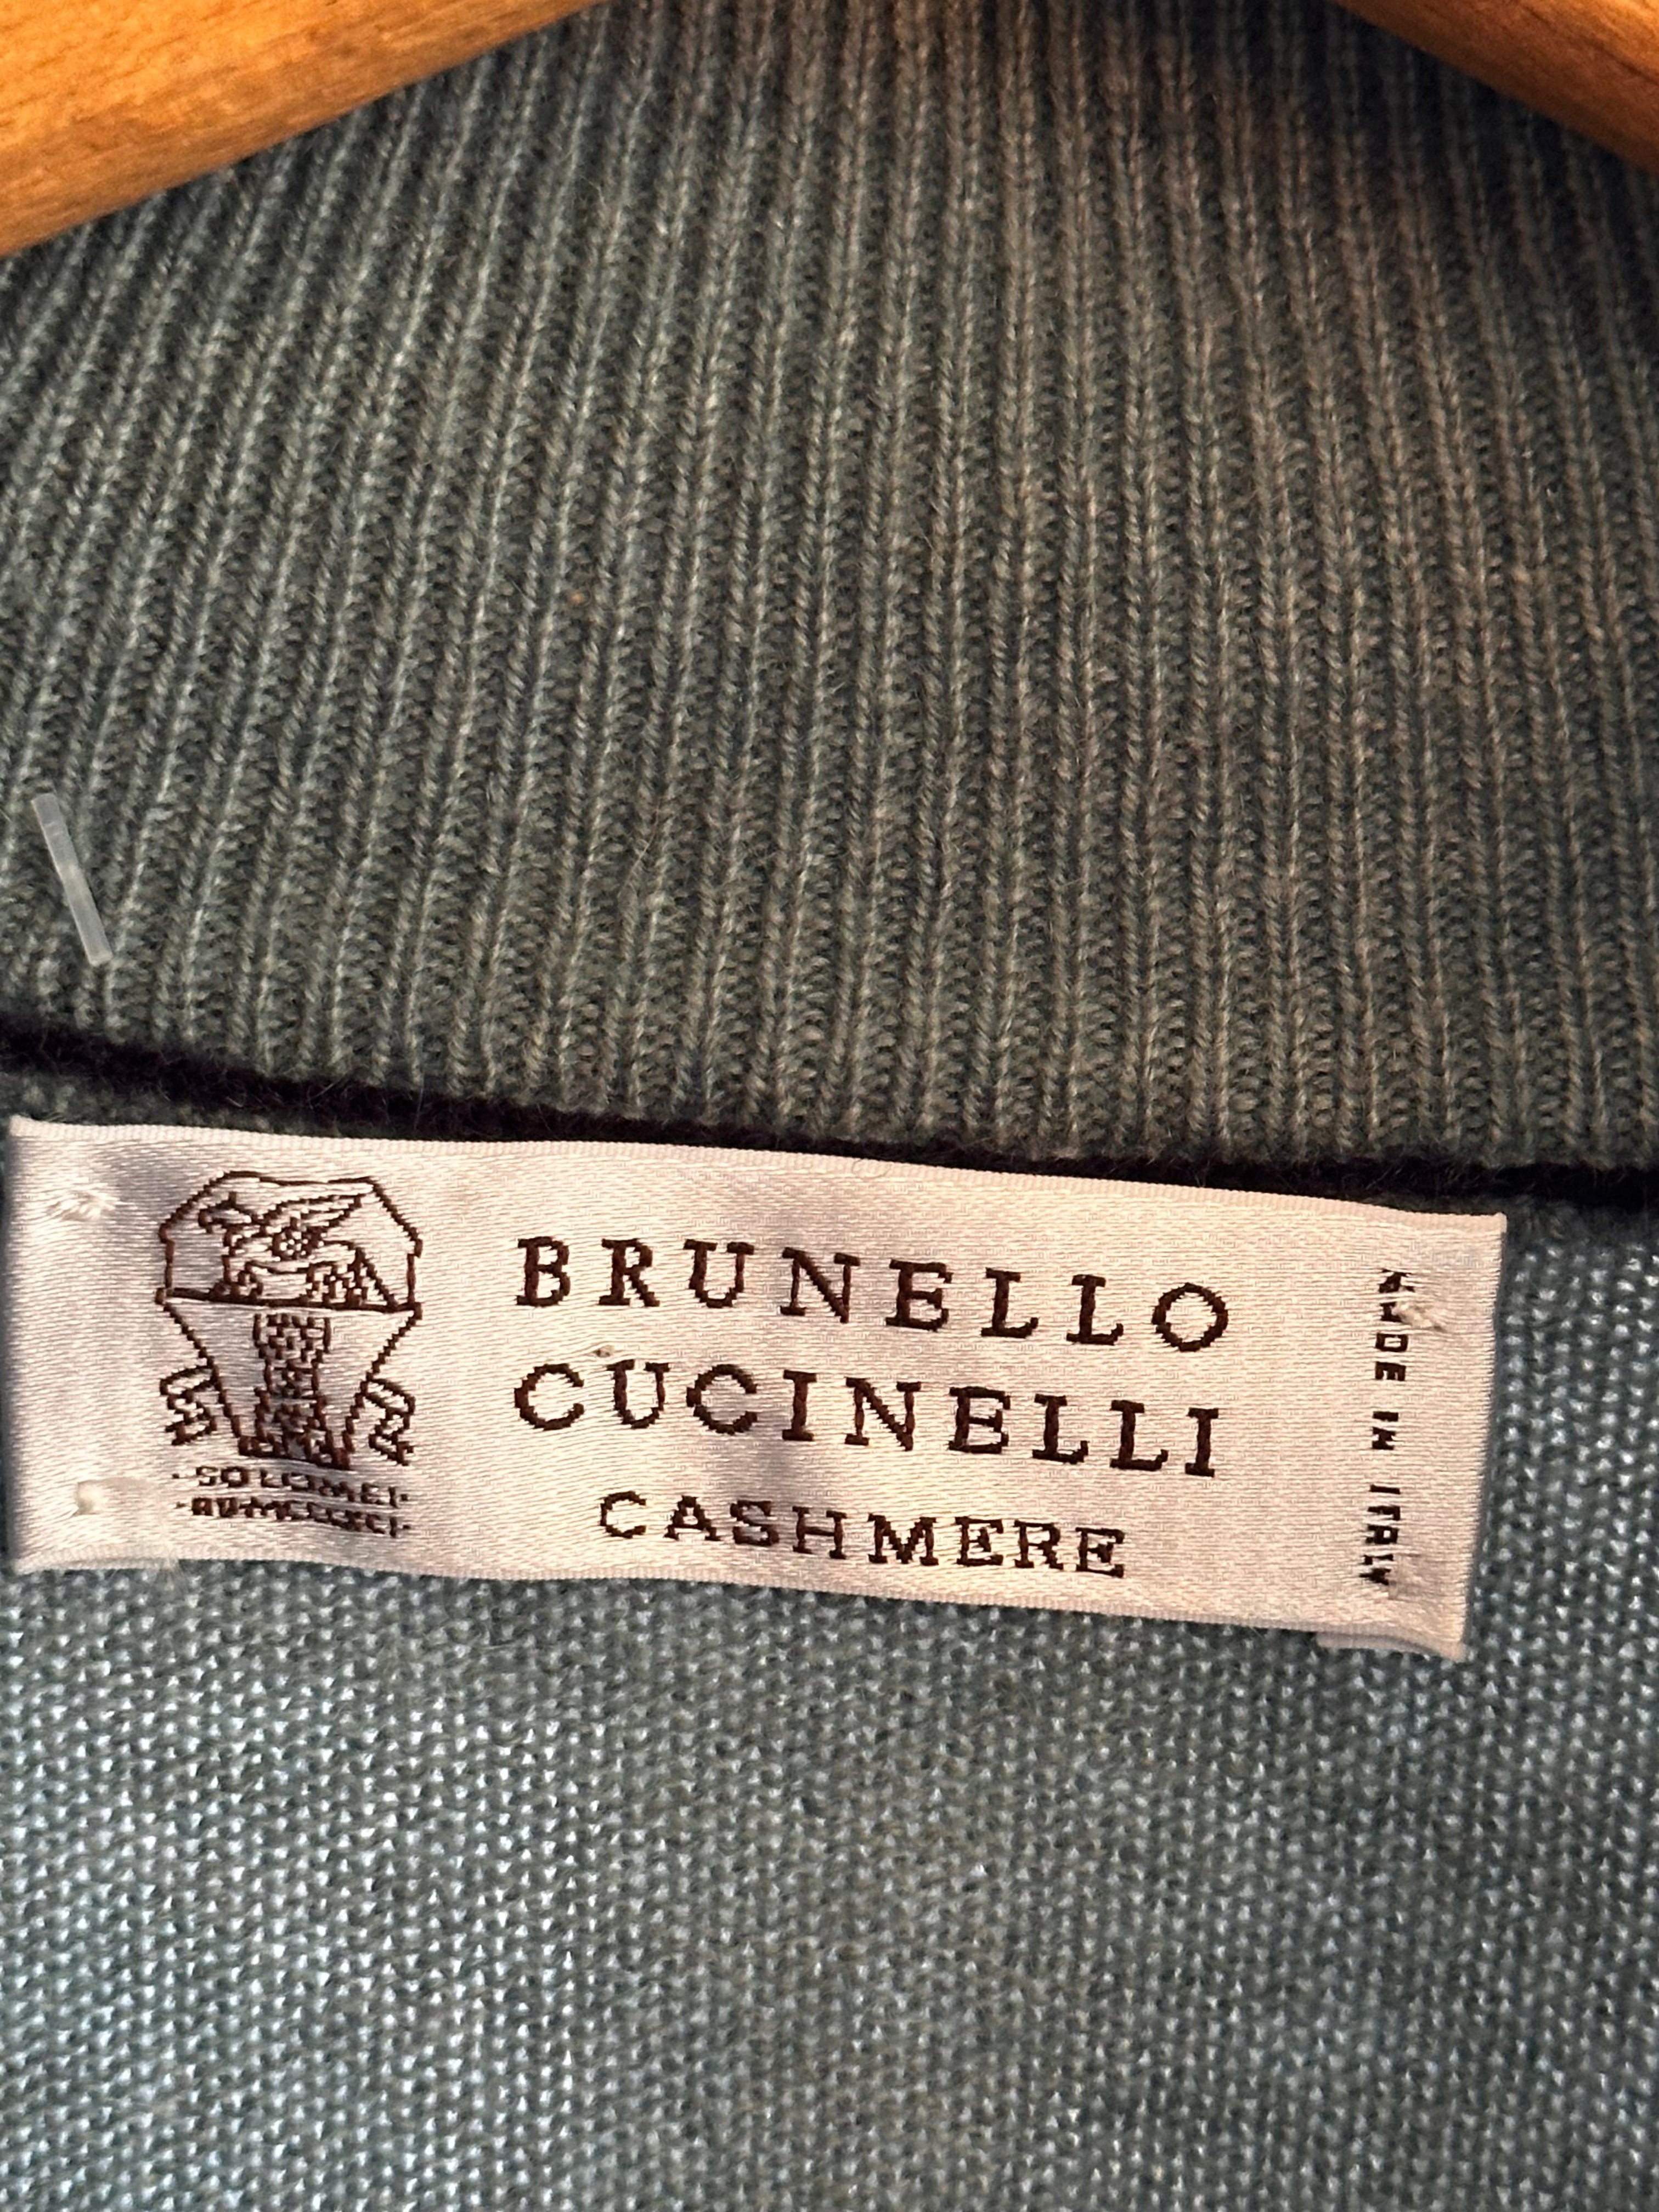 BRUNELLO
CUCINELLI
CASHMERE
MADE IN ITALY
·SOLOMEI·